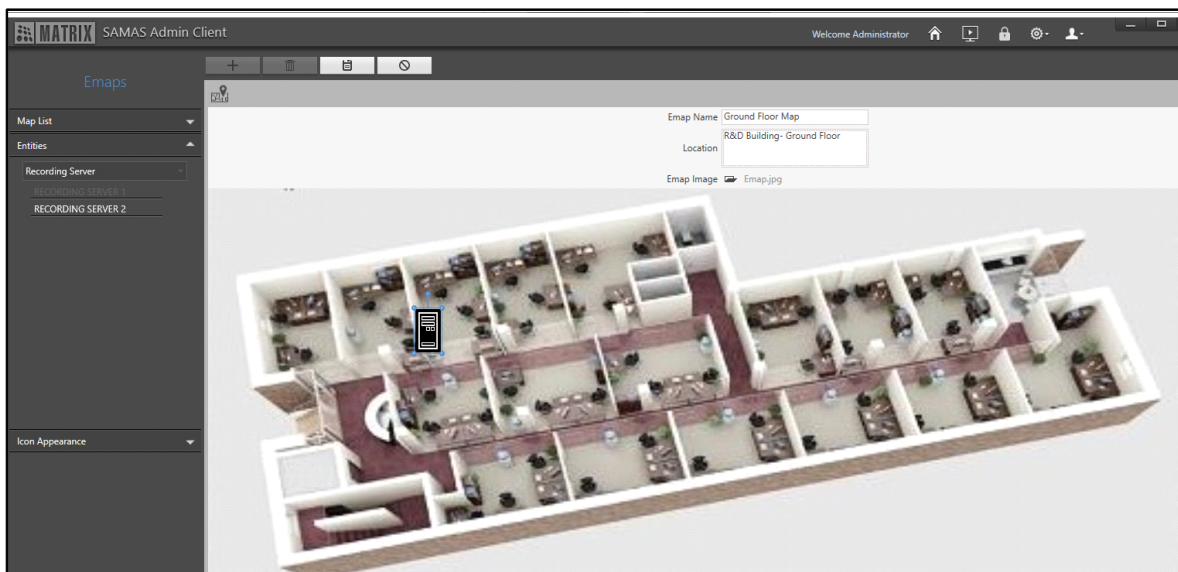 MATRIX SAMAS Admin Client
Welcome Administrator
Emaps
Map List
Entities
Recording Server
RECORDING SERVER 1
RECORDING SERVER 2
Icon Appearance
Emap Name Ground Floor Map
Location R&D Building- Ground Floor
Emap Image Emap.jpg